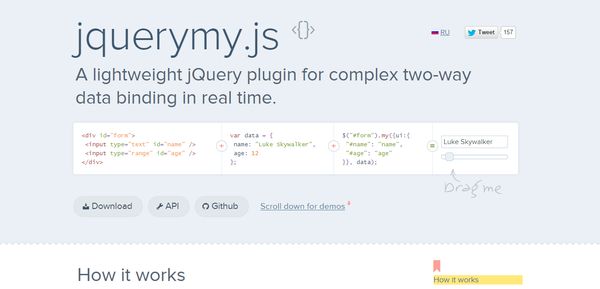 jquerymy.js {}
RU
Tweet 157
A lightweight jQuery plugin for complex two-way
data binding in real time.
<div id="form">
<input type="text" id="name" />
<input type="range" id="age" />
</div>
+
var data = {
name: "Luke Skywalker",
age: 12
};
+
$("#form").my({ui:{
"#name": "name",
"#age": "age"
}}, data);
=
Luke Skywalker
Drag me
Download
API
Github
Scroll down for demos
How it works
How it works